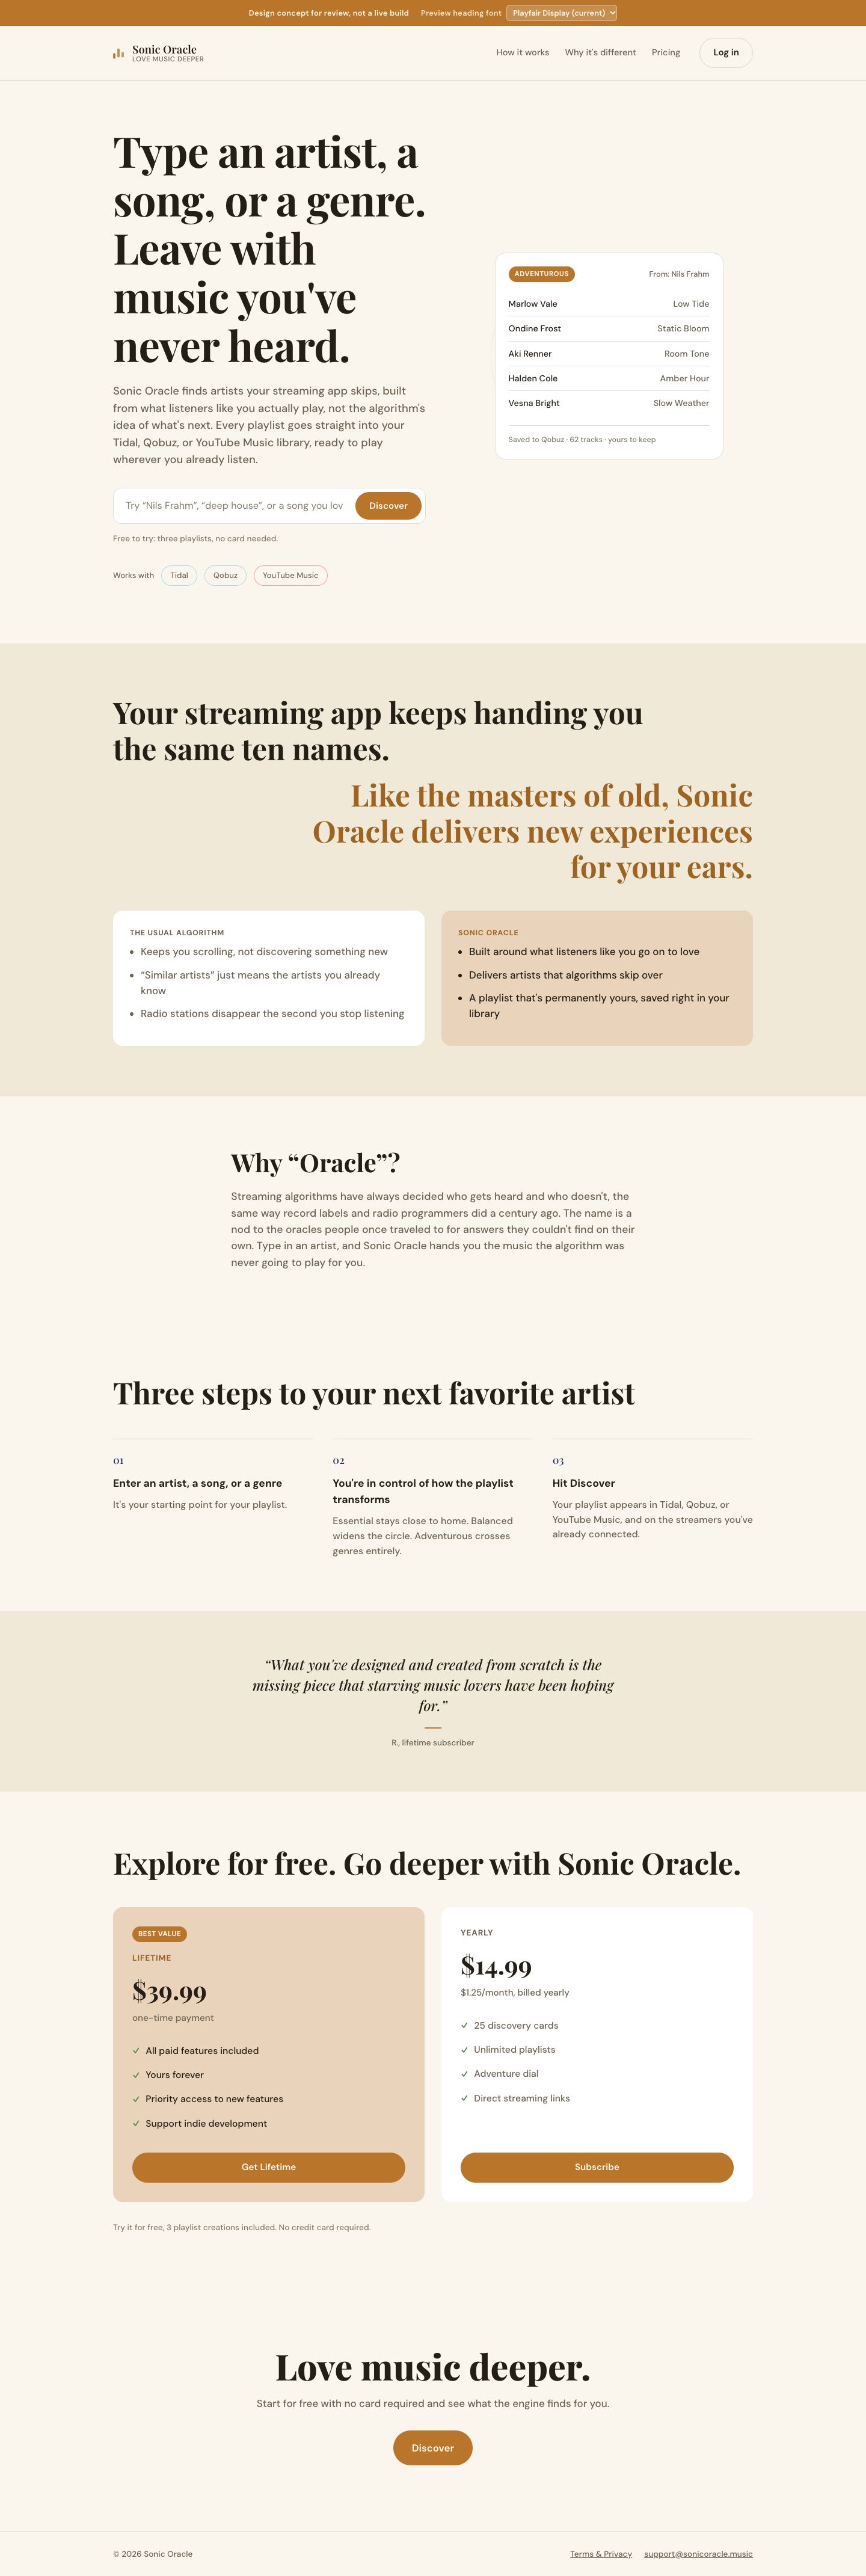 Design concept for review, not a live build Preview heading font Playfair Display (current)
Sonic Oracle
LOVE MUSIC DEEPER
How it works Why it's different Pricing Log in
Type an artist, a
song, or a genre.
Leave with
music you've
never heard.
Sonic Oracle finds artists your streaming app skips, built
from what listeners like you actually play, not the algorithm's
idea of what's next. Every playlist goes straight into your
Tidal, Qobuz, or YouTube Music library, ready to play
wherever you already listen.
Try “Nils Frahm”, “deep house”, or a song you lov Discover
Free to try: three playlists, no card needed.
Works with Tidal Qobuz YouTube Music
ADVENTUROUS From: Nils Frahm
Marlow Vale Low Tide
Ondine Frost Static Bloom
Aki Renner Room Tone
Halden Cole Amber Hour
Vesna Bright Slow Weather
Saved to Qobuz · 62 tracks · yours to keep
Your streaming app keeps handing you
the same ten names.
Like the masters of old, Sonic
Oracle delivers new experiences
for your ears.
THE USUAL ALGORITHM
• Keeps you scrolling, not discovering something new
• “Similar artists” just means the artists you already
know
• Radio stations disappear the second you stop listening
SONIC ORACLE
• Built around what listeners like you go on to love
• Delivers artists that algorithms skip over
• A playlist that's permanently yours, saved right in your
library
Why “Oracle”?
Streaming algorithms have always decided who gets heard and who doesn't, the
same way record labels and radio programmers did a century ago. The name is a
nod to the oracles people once traveled to for answers they couldn't find on their
own. Type in an artist, and Sonic Oracle hands you the music the algorithm was
never going to play for you.
Three steps to your next favorite artist
01
Enter an artist, a song, or a genre
It's your starting point for your playlist.
02
You're in control of how the playlist
transforms
Essential stays close to home. Balanced
widens the circle. Adventurous crosses
genres entirely.
03
Hit Discover
Your playlist appears in Tidal, Qobuz, or
YouTube Music, and on the streamers you've
already connected.
“What you've designed and created from scratch is the
missing piece that starving music lovers have been hoping
for.”
R., lifetime subscriber
Explore for free. Go deeper with Sonic Oracle.
BEST VALUE
LIFETIME
$39.99
one-time payment
✓ All paid features included
✓ Yours forever
✓ Priority access to new features
✓ Support indie development
Get Lifetime
YEARLY
$14.99
$1.25/month, billed yearly
✓ 25 discovery cards
✓ Unlimited playlists
✓ Adventure dial
✓ Direct streaming links
Subscribe
Try it for free, 3 playlist creations included. No credit card required.
Love music deeper.
Start for free with no card required and see what the engine finds for you.
Discover
© 2026 Sonic Oracle Terms & Privacy support@sonicoracle.music